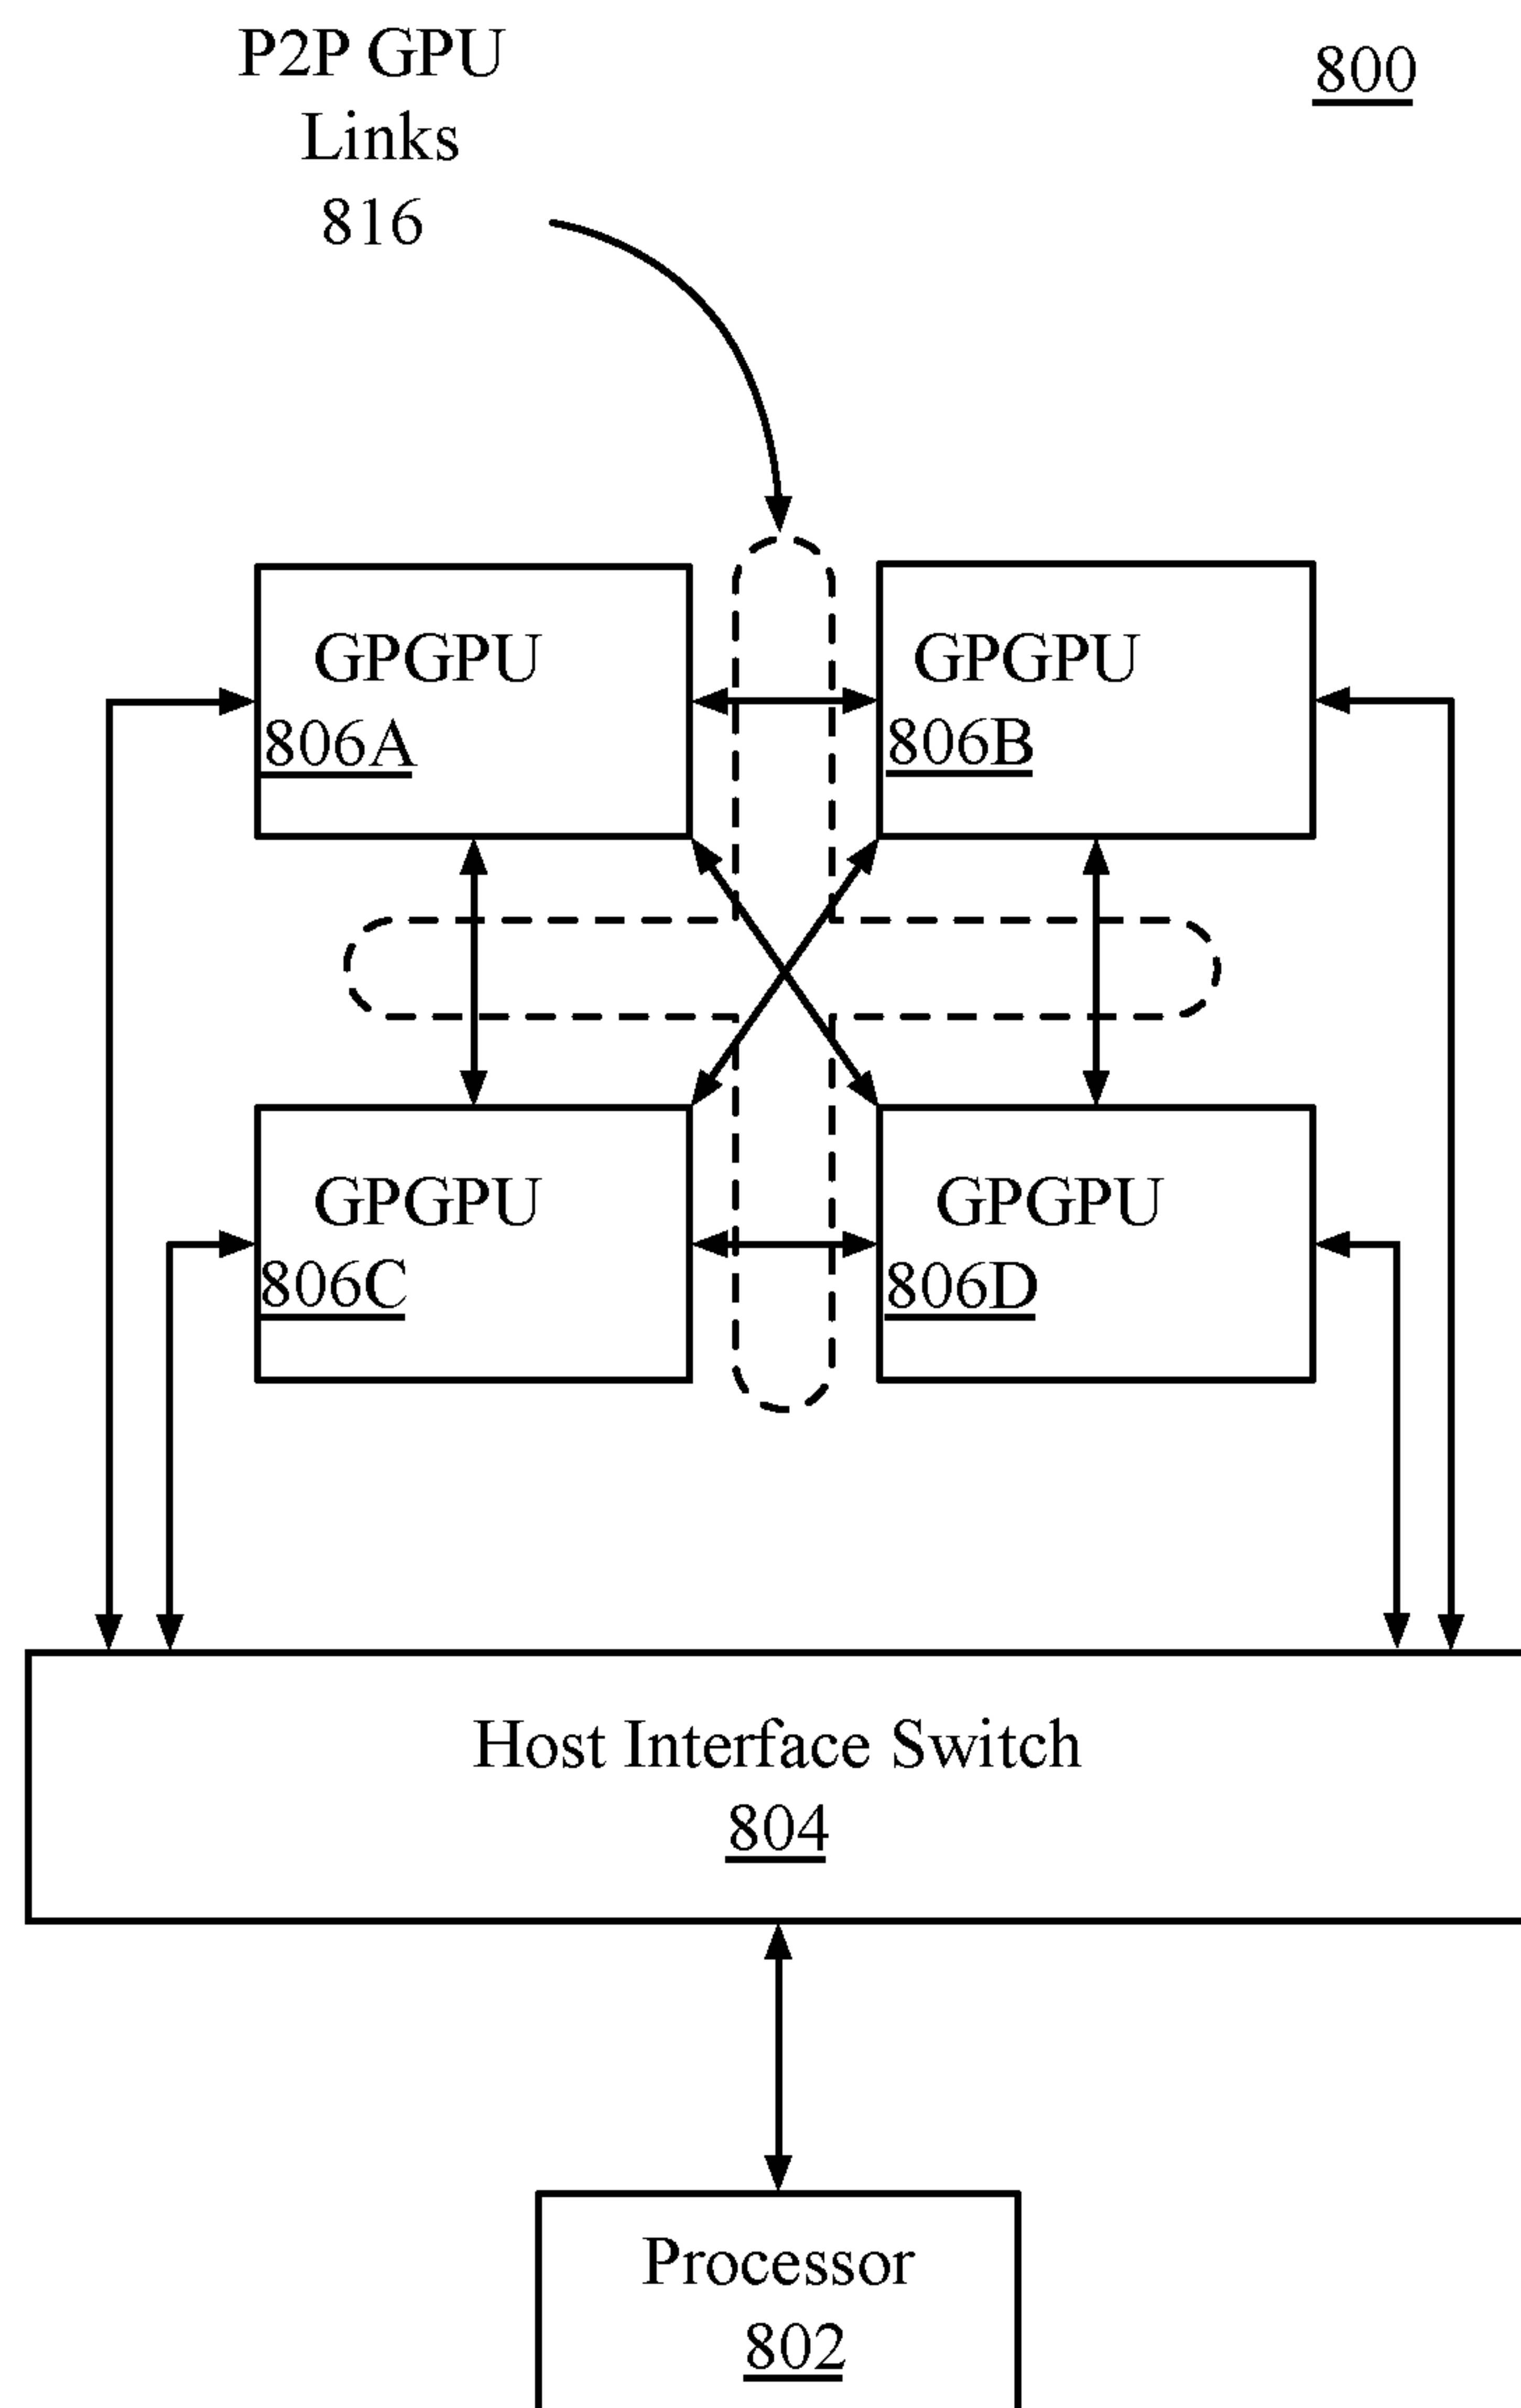 P2P GPU
Links
816
800
GPGPU
806A
GPGPU
806B
GPGPU
806C
GPGPU
806D
Host Interface Switch
804
Processor
802